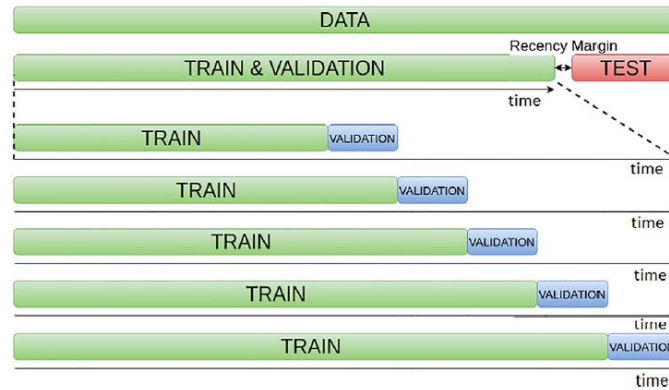 DATA
Recency Margin
TRAIN & VALIDATION
TEST
time
TRAIN
VALIDATION
time
TRAIN
VALIDATION
time
TRAIN
VALIDATION
time
TRAIN
VALIDATION
time
TRAIN
VALIDATION
time